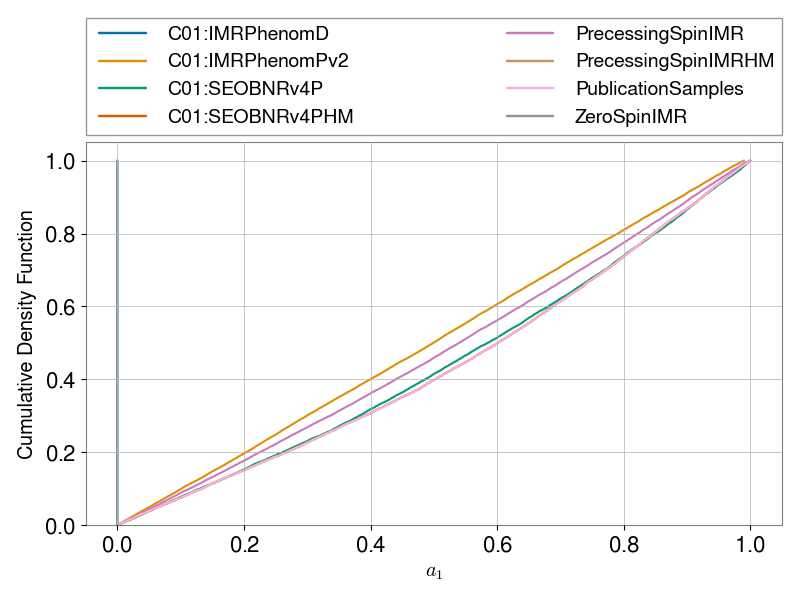 C01:IMRPhenomD
C01:IMRPhenomPv2
C01:SEOBNRv4P
C01:SEOBNRv4PHM
PrecessingSpinIMR
PrecessingSpinIMRHM
PublicationSamples
ZeroSpinIMR
Cumulative Density Function
1.0
0.8
0.6
0.4
0.2
0.0
0.0 0.2 0.4 0.6 0.8 1.0
a₁